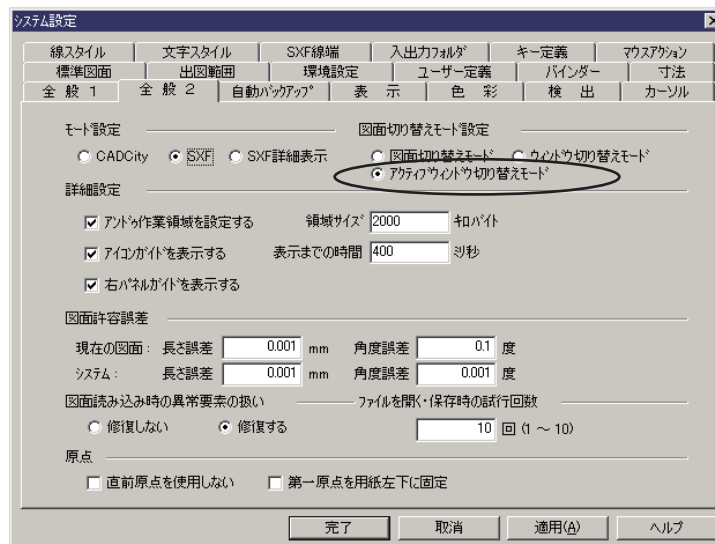 システム設定
線スタイル 文字スタイル SXF線端 入出力フォルダ キー定義 マウスアクション
標準図面 出図範囲 環境設定 ユーザー定義 バインダー 寸法
全 般 1 全 般 2 自動バックアップ 表 示 色 彩 検 出 カーソル
モード設定 図面切り替えモード設定
CADCity SXF SXF詳細表示 図面切り替えモード ウィンドウ切り替えモード
アクティブウィンドウ切り替えモード
詳細設定
アンドゥ作業領域を設定する 領域サイズ 2000 キロバイト
アイコンガイドを表示する 表示までの時間 400 ミリ秒
右パネルガイドを表示する
図面許容誤差
現在の図面: 長さ誤差 0.001 mm 角度誤差 0.1 度
システム: 長さ誤差 0.001 mm 角度誤差 0.001 度
図面読み込み時の異常要素の扱い ファイルを開く・保存時の試行回数
修復しない 修復する 10 回 (1 ～ 10)
原点
直前原点を使用しない 第一原点を用紙左下に固定
完了 取消 適用(A) ヘルプ